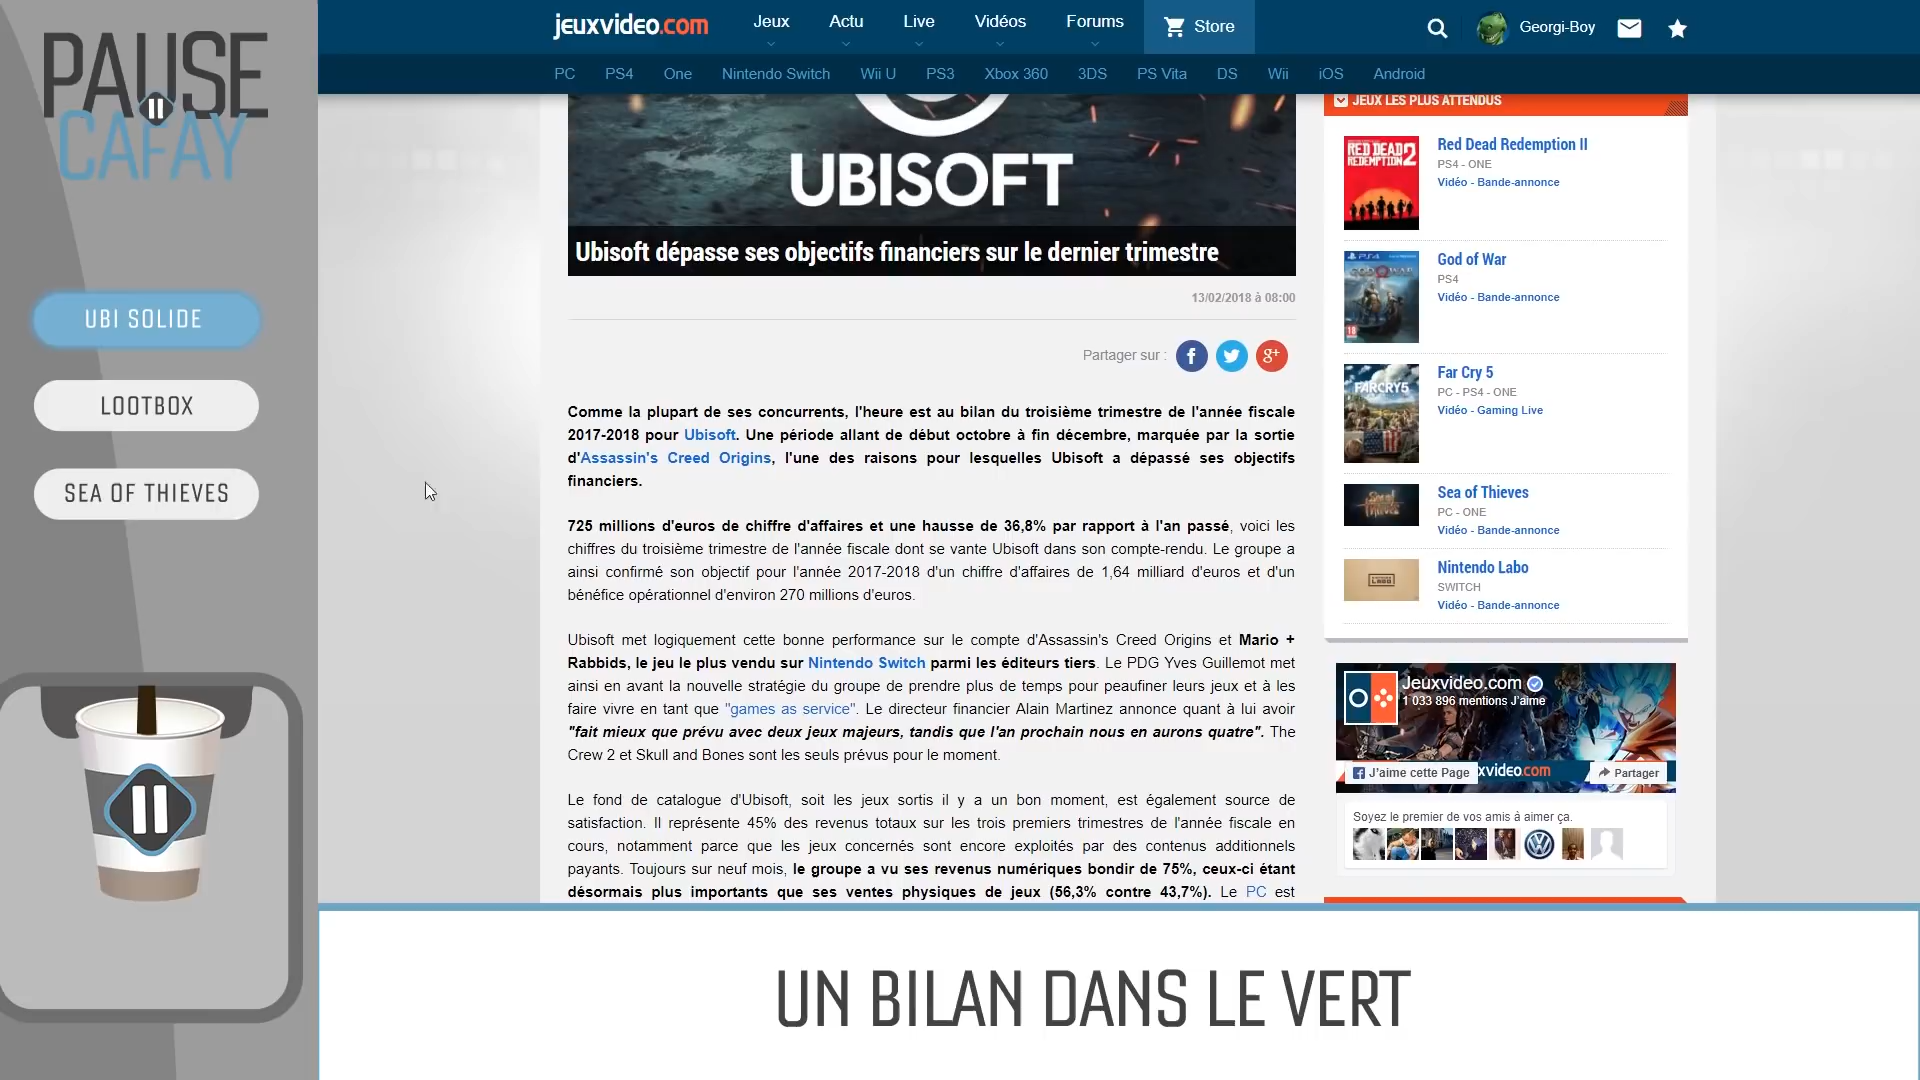 PAUSE
CAFAY
UBI SOLIDE
LOOTBOX
SEA OF THIEVES
jeuxvideo.com
Jeux
Actu
Live
Vidéos
Forums
Store
Georgi-Boy
PC
PS4
One
Nintendo Switch
Wii U
PS3
Xbox 360
3DS
PS Vita
DS
Wii
iOS
Android
UBISOFT
Ubisoft dépasse ses objectifs financiers sur le dernier trimestre
13/02/2018 à 08:00
Partager sur :
Comme la plupart de ses concurrents, l'heure est au bilan du troisième trimestre de l'année fiscale
2017-2018 pour Ubisoft. Une période allant de début octobre à fin décembre, marquée par la sortie
d'Assassin's Creed Origins, l'une des raisons pour lesquelles Ubisoft a dépassé ses objectifs
financiers.
725 millions d'euros de chiffre d'affaires et une hausse de 36,8% par rapport à l'an passé, voici les
chiffres du troisième trimestre de l'année fiscale dont se vante Ubisoft dans son compte-rendu. Le groupe a
ainsi confirmé son objectif pour l'année 2017-2018 d'un chiffre d'affaires de 1,64 milliard d'euros et d'un
bénéfice opérationnel d'environ 270 millions d'euros.
Ubisoft met logiquement cette bonne performance sur le compte d'Assassin's Creed Origins et Mario +
Rabbids, le jeu le plus vendu sur Nintendo Switch parmi les éditeurs tiers. Le PDG Yves Guillemot met
ainsi en avant la nouvelle stratégie du groupe de prendre plus de temps pour peaufiner leurs jeux et à les
faire vivre en tant que "games as service". Le directeur financier Alain Martinez annonce quant à lui avoir
"fait mieux que prévu avec deux jeux majeurs, tandis que l'an prochain nous en aurons quatre". The
Crew 2 et Skull and Bones sont les seuls prévus pour le moment.
Le fond de catalogue d'Ubisoft, soit les jeux sortis il y a un bon moment, est également source de
satisfaction. Il représente 45% des revenus totaux sur les trois premiers trimestres de l'année fiscale en
cours, notamment parce que les jeux concernés sont encore exploités par des contenus additionnels
payants. Toujours sur neuf mois, le groupe a vu ses revenus numériques bondir de 75%, ceux-ci étant
désormais plus importants que ses ventes physiques de jeux (56,3% contre 43,7%). Le PC est
JEUX LES PLUS ATTENDUS
RED DEAD
REDEMPTION 2
Red Dead Redemption II
PS4 - ONE
Vidéo - Bande-annonce
PS4
GOD OF WAR
18
God of War
PS4
Vidéo - Bande-annonce
FARCRY5
Far Cry 5
PC - PS4 - ONE
Vidéo - Gaming Live
Sea of Thieves
PC - ONE
Vidéo - Bande-annonce
LABO
Nintendo Labo
SWITCH
Vidéo - Bande-annonce
Jeuxvideo.com
1 033 896 mentions J'aime
J'aime cette Page
xvideo.com
Partager
Soyez le premier de vos amis à aimer ça.
UN BILAN DANS LE VERT